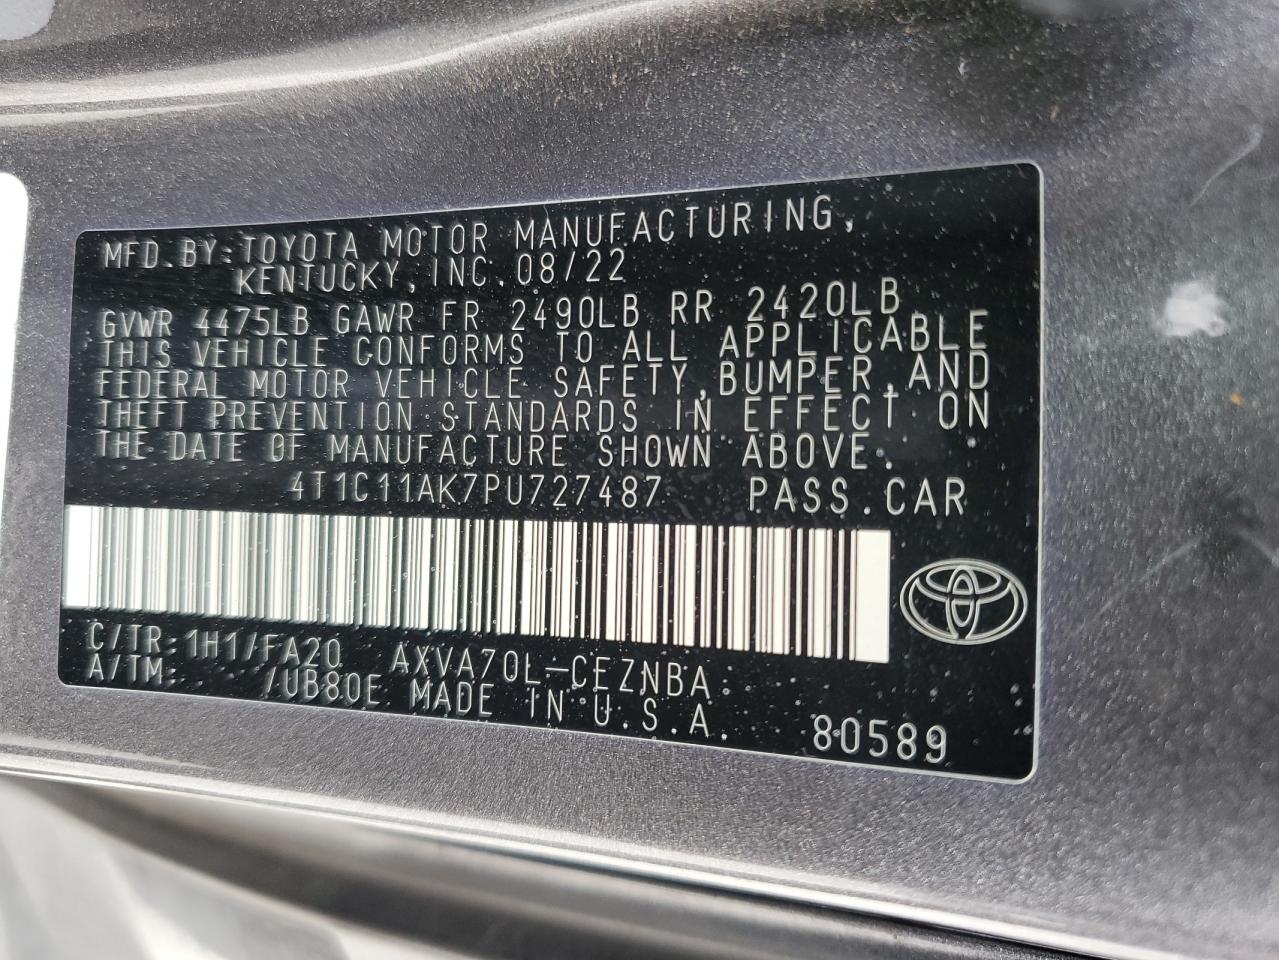 MFD.BY:TOYOTA MOTOR MANUFACTURING,
KENTUCKY,INC.08/22
GVWR 4475LB GAWR FR 2490LB RR 2420LB
THIS VEHICLE CONFORMS TO ALL APPLICABLE
FEDERAL MOTOR VEHICLE SAFETY,BUMPER,AND
THEFT PREVENTION STANDARDS IN EFFECT ON
THE DATE OF MANUFACTURE SHOWN ABOVE.
4T1C11AK7PU727487 PASS.CAR
C/TR:1H1/FA20 AXVA70L-CEZNBA
A/TM: /UB80E MADE IN U.S.A.
80589